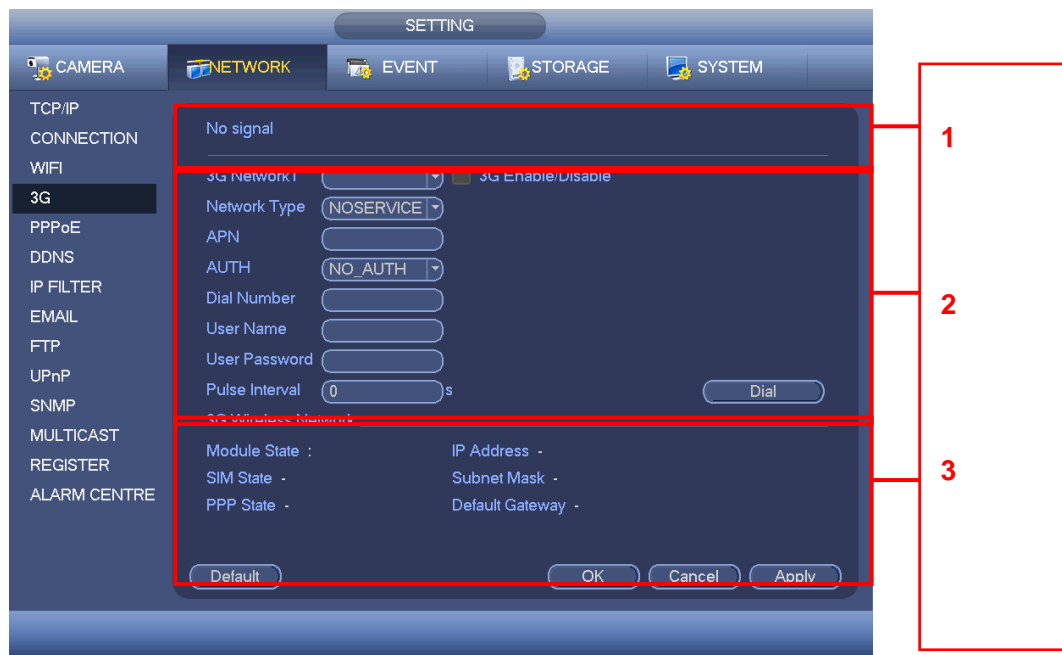 SETTING
CAMERA NETWORK EVENT STORAGE SYSTEM
TCP/IP
CONNECTION
WIFI
3G
PPPoE
DDNS
IP FILTER
EMAIL
FTP
UPnP
SNMP
MULTICAST
REGISTER
ALARM CENTRE
No signal
3G Network1 3G Enable/Disable
Network Type NOSERVICE
APN
AUTH NO_AUTH
Dial Number
User Name
User Password
Pulse Interval 0 s
Dial
3G Wireless Network
Module State :
IP Address -
SIM State -
Subnet Mask -
PPP State -
Default Gateway -
Default OK Cancel Apply
1
2
3